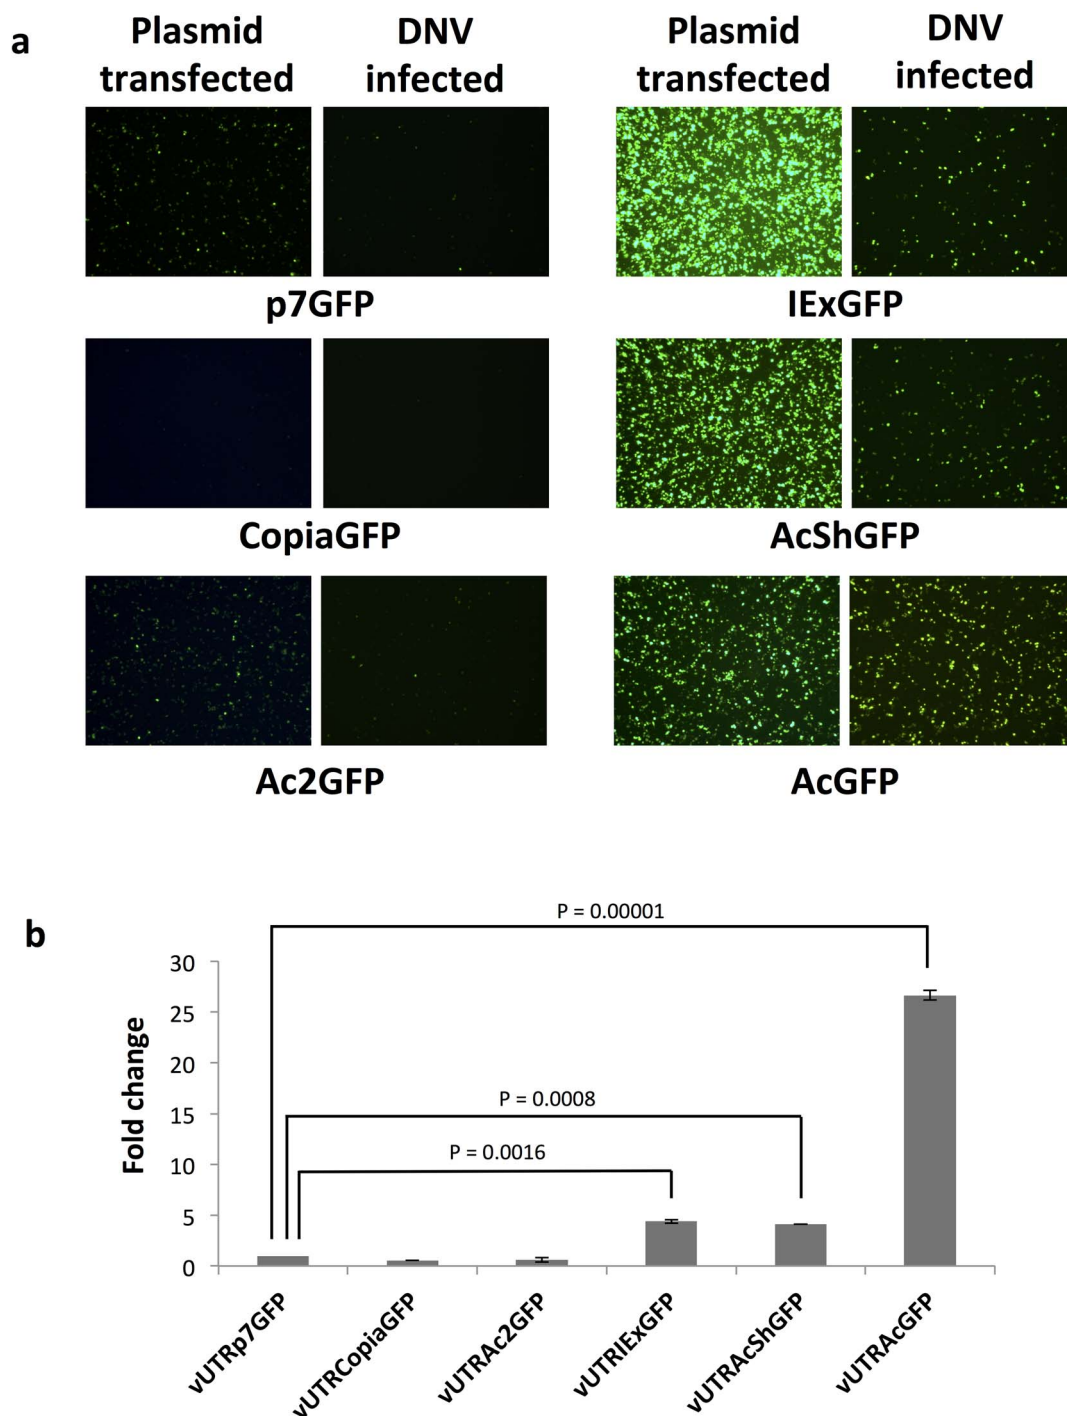 a
Plasmid transfected
DNV infected
Plasmid transfected
DNV infected
p7GFP
IExGFP
CopiaGFP
AcShGFP
Ac2GFP
AcGFP
b
P = 0.00001
P = 0.0008
P = 0.0016
Fold change
30
25
20
15
10
5
0
vUTRp7GFP
vUTRCopiaGFP
vUTRAc2GFP
vUTRIExGFP
vUTRAcShGFP
vUTRAcGFP